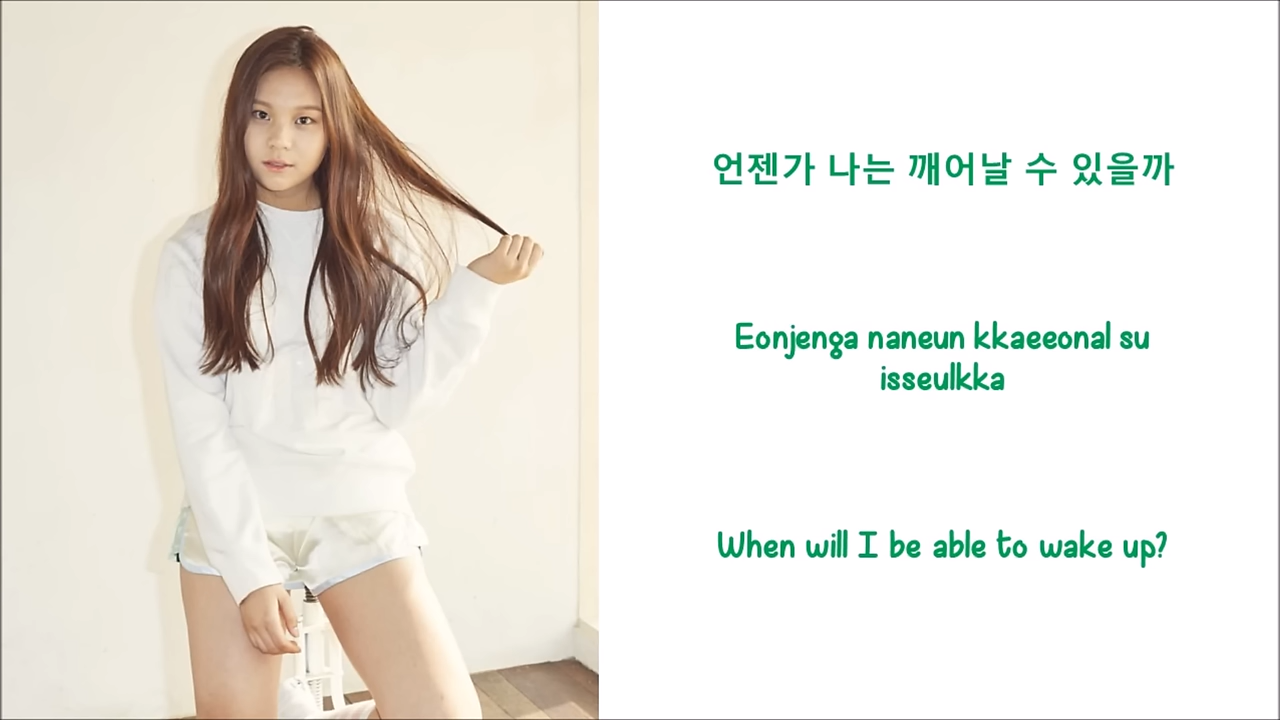 언젠가 나는 깨어날 수 있을까
Eonjenga naneun kkaeeonal su
isseulkka
When will I be able to wake up?